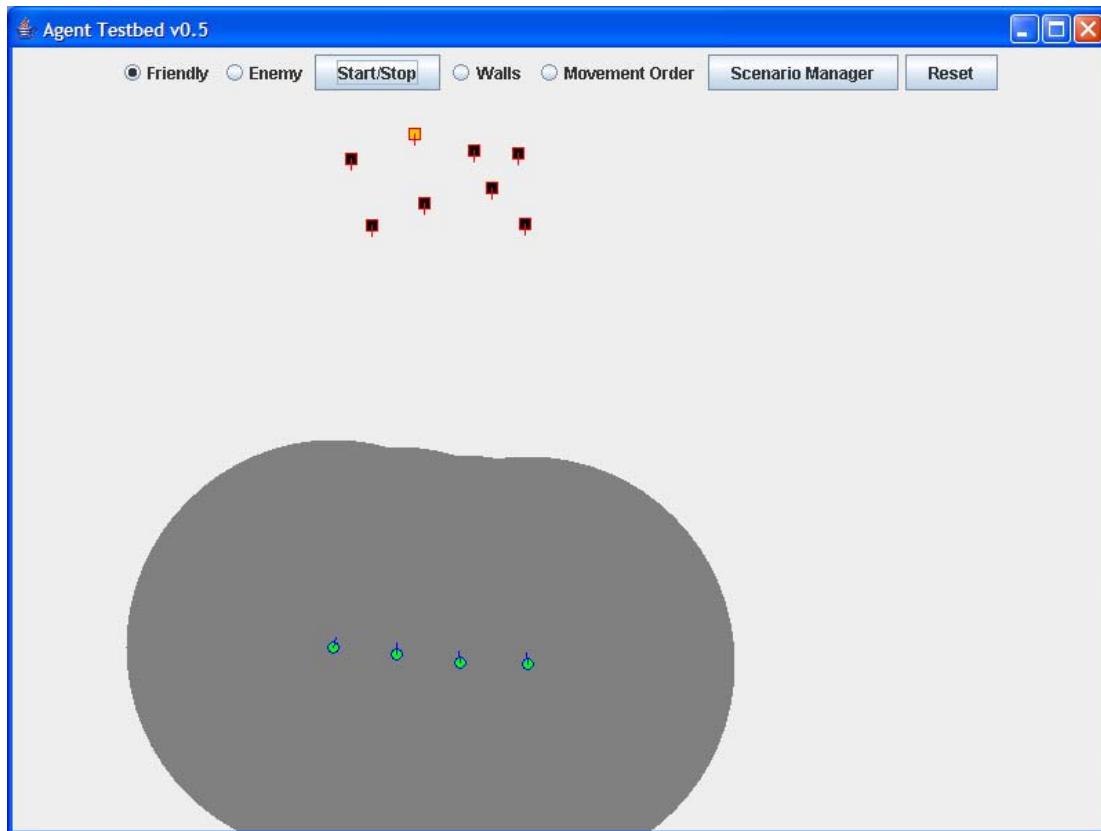 Agent Testbed v0.5
Friendly Enemy Start/Stop Walls Movement Order Scenario Manager Reset